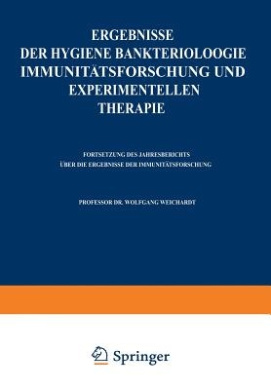 ERGEBNISSE
DER HYGIENE BANKTERIOLOOGIE
IMMUNITÄTSFORSCHUNG UND
EXPERIMENTELLEN
THERAPIE
FORTSETZUNG DES JAHRESBERICHTS
ÜBER DIE ERGEBNISSE DER IMMUNITÄTSFORSCHUNG
PROFESSOR DR. WOLFGANG WEICHARDT
Springer